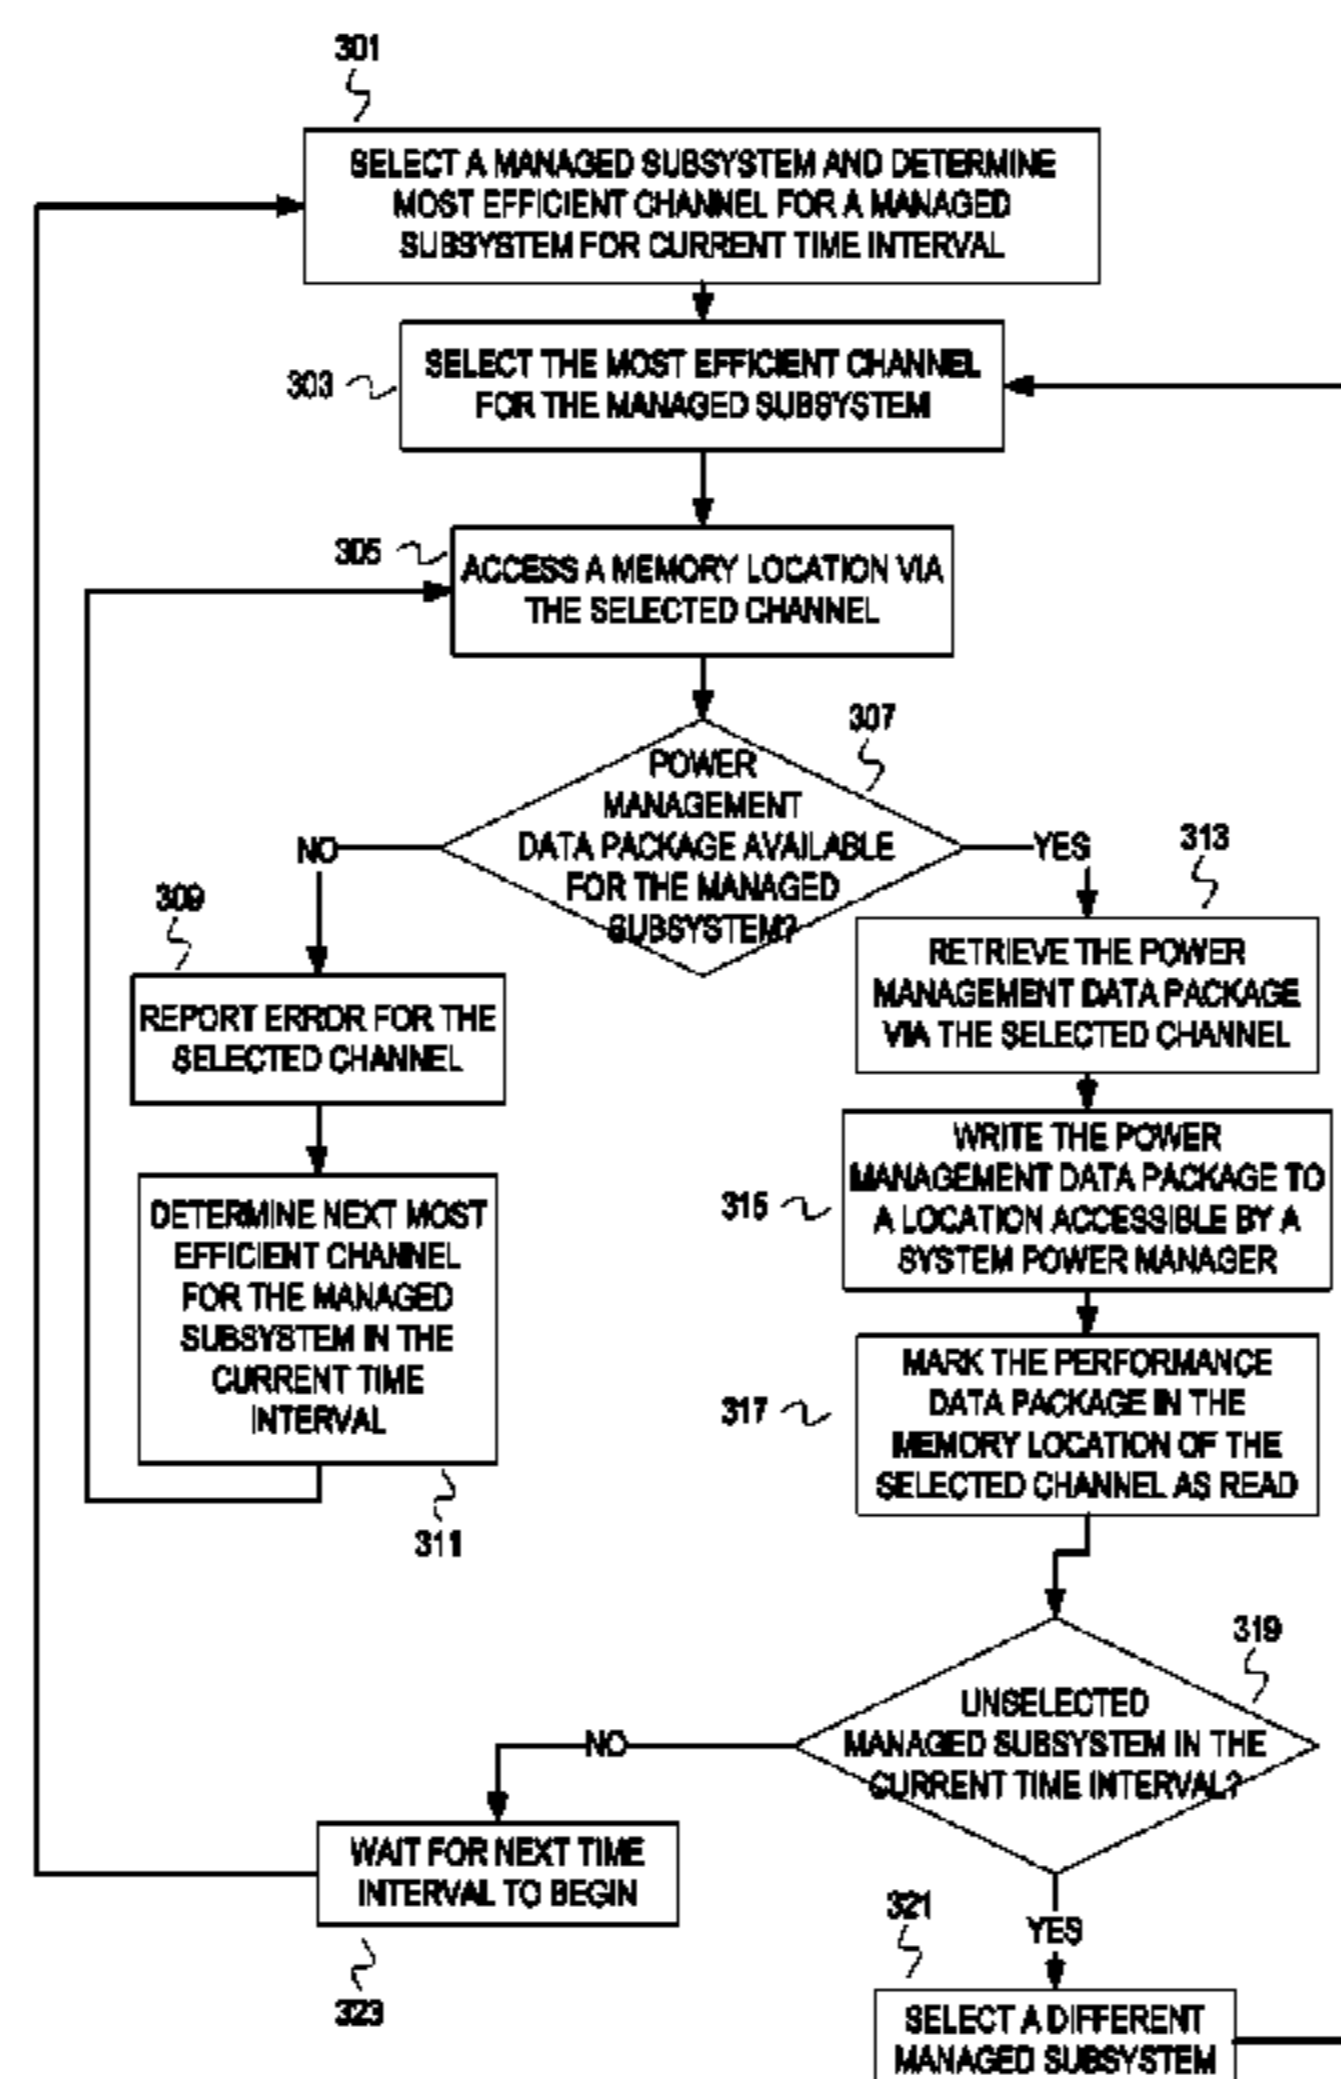 301
SELECT A MANAGED SUBSYSTEM AND DETERMINE
MOST EFFICIENT CHANNEL FOR A MANAGED
SUBSYSTEM FOR CURRENT TIME INTERVAL
303
SELECT THE MOST EFFICIENT CHANNEL
FOR THE MANAGED SUBSYSTEM
305
ACCESS A MEMORY LOCATION VIA
THE SELECTED CHANNEL
307
POWER
MANAGEMENT
DATA PACKAGE AVAILABLE
FOR THE MANAGED
SUBSYSTEM?
NO
YES
309
REPORT ERROR FOR THE
SELECTED CHANNEL
DETERMINE NEXT MOST
EFFICIENT CHANNEL
FOR THE MANAGED
SUBSYSTEM IN THE
CURRENT TIME
INTERVAL
311
313
RETRIEVE THE POWER
MANAGEMENT DATA PACKAGE
VIA THE SELECTED CHANNEL
315
WRITE THE POWER
MANAGEMENT DATA PACKAGE TO
A LOCATION ACCESSIBLE BY A
SYSTEM POWER MANAGER
317
MARK THE PERFORMANCE
DATA PACKAGE IN THE
MEMORY LOCATION OF THE
SELECTED CHANNEL AS READ
319
UNSELECTED
MANAGED SUBSYSTEM IN THE
CURRENT TIME INTERVAL?
NO
WAIT FOR NEXT TIME
INTERVAL TO BEGIN
323
YES
321
SELECT A DIFFERENT
MANAGED SUBSYSTEM